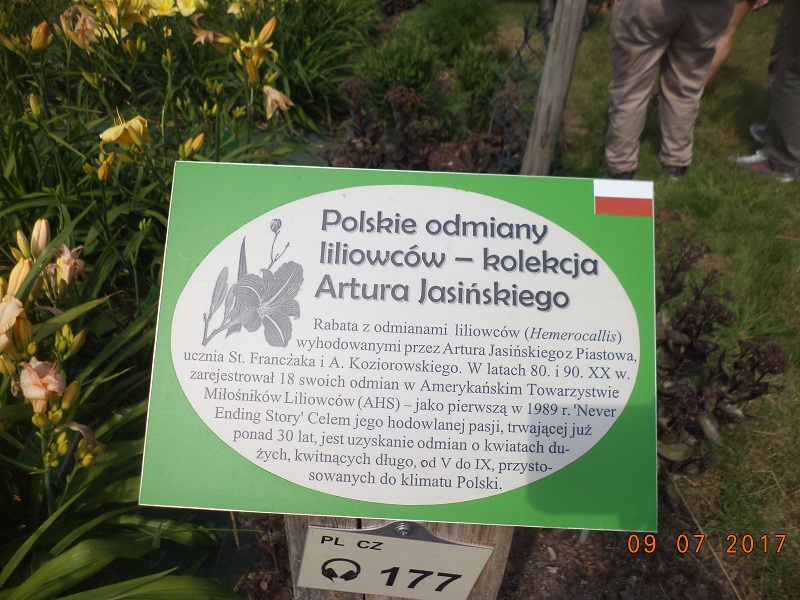 Polskie odmiany
liliowców – kolekcja
Artura Jasińskiego
Rabata z odmianami liliowców (Hemerocallis)
wyhodowanymi przez Artura Jasińskiego z Piastowa,
ucznia St. Franczaka i A. Koziorowskiego. W latach 80. i 90. XX w.
zarejestrował 18 swoich odmian w Amerykańskim Towarzystwie
Miłośników Liliowców (AHS) – jako pierwszą w 1989 r. 'Never
Ending Story' Celem jego hodowlanej pasji, trwającej już
ponad 30 lat, jest uzyskanie odmian o kwiatach du-
żych, kwitnących długo, od V do IX, przysto-
sowanych do klimatu Polski.
PL CZ
177
09 07 2017